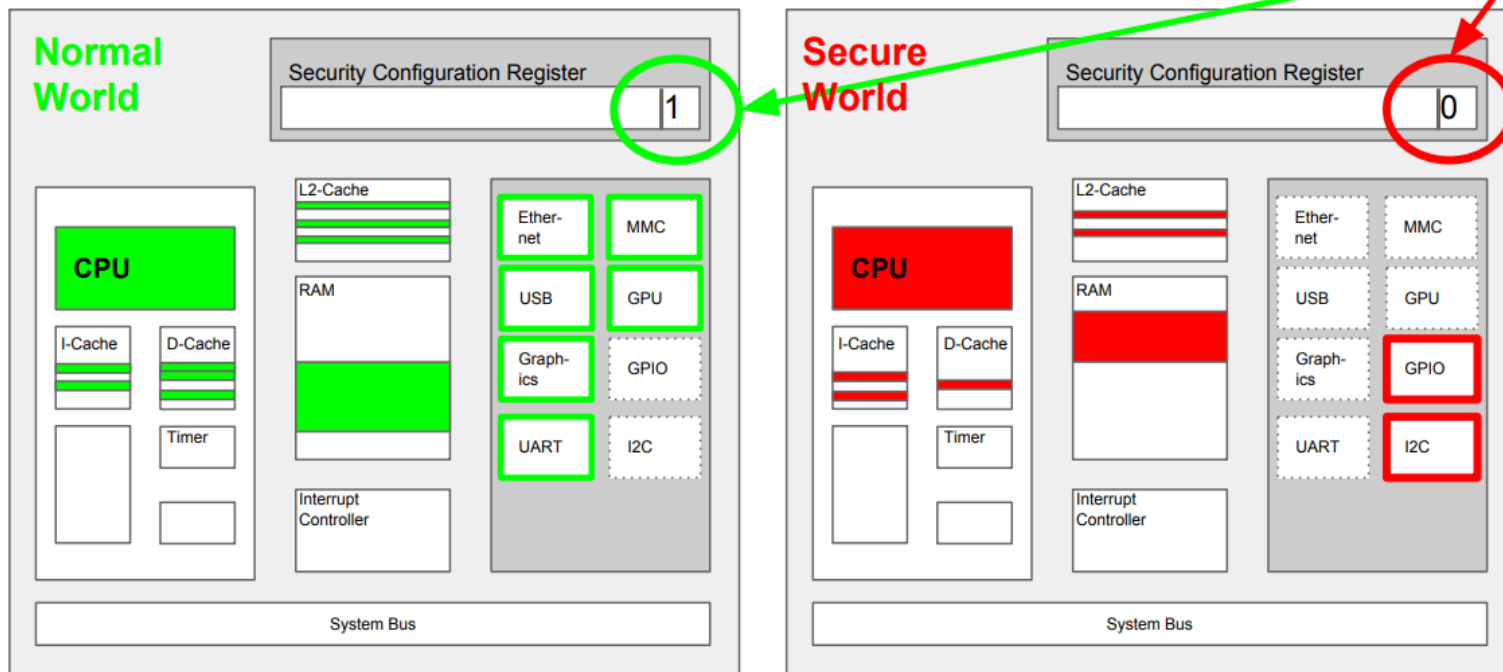 Normal
World
Security Configuration Register
1
CPU
I-Cache
D-Cache
Timer
L2-Cache
RAM
Interrupt
Controller
Ether-
net
MMC
USB
GPU
Graph-
ics
GPIO
UART
I2C
System Bus
Secure
World
Security Configuration Register
0
CPU
I-Cache
D-Cache
Timer
L2-Cache
RAM
Interrupt
Controller
Ether-
net
MMC
USB
GPU
Graph-
ics
GPIO
UART
I2C
System Bus